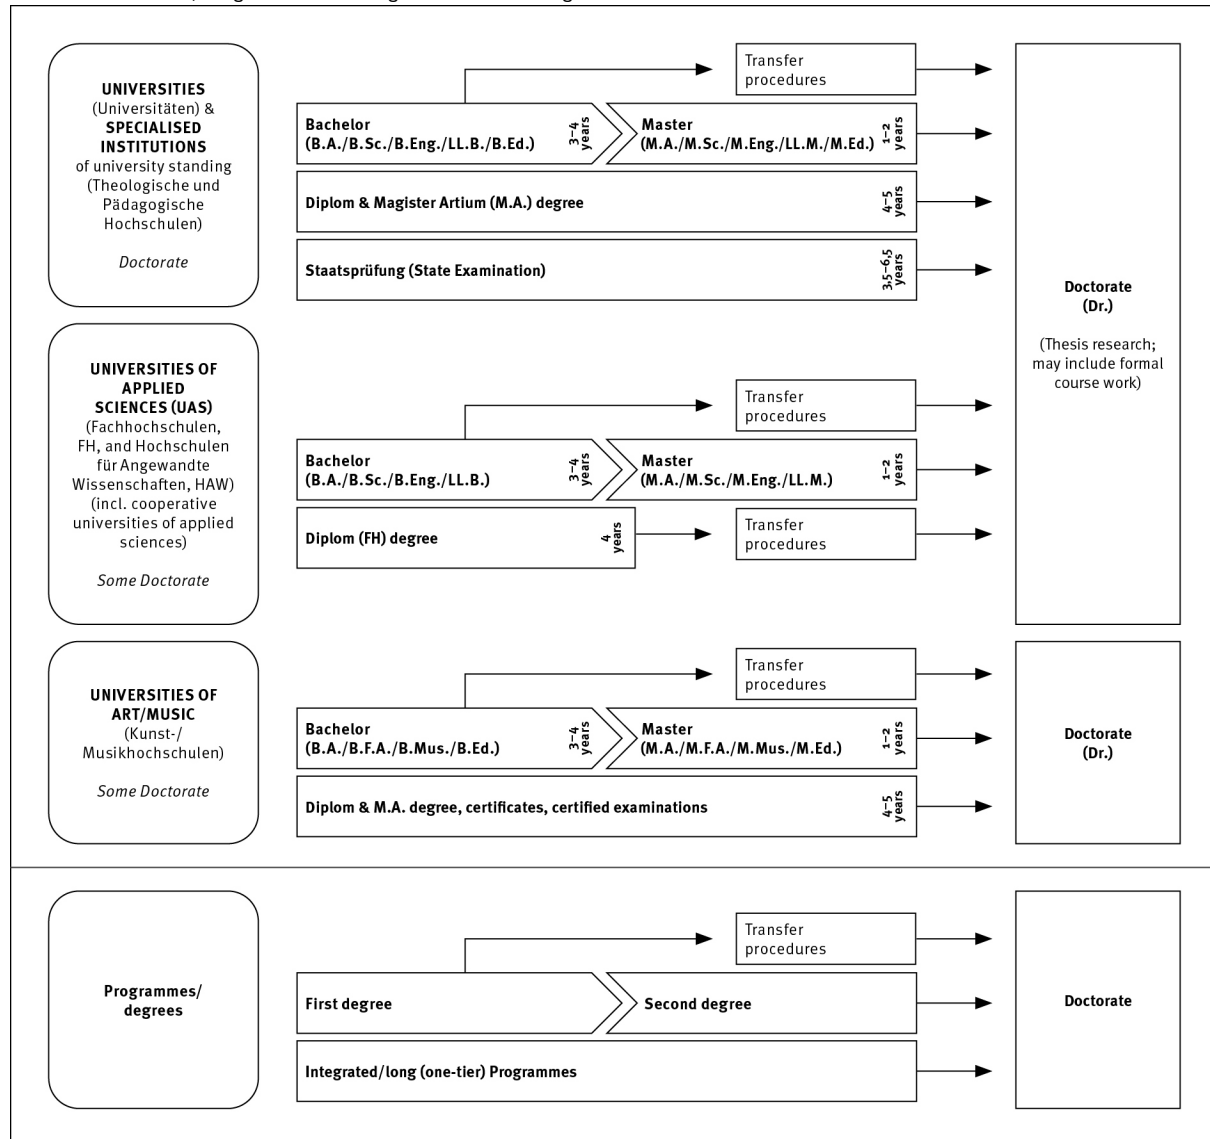 UNIVERSITIES
(Universitäten) &
SPECIALISED
INSTITUTIONS
of university standing
(Theologische und
Pädagogische
Hochschulen)
Doctorate
Transfer
procedures
Bachelor
(B.A./B.Sc./B.Eng./LL.B./B.Ed.)
3–4
years
Master
(M.A./M.Sc./M.Eng./LL.M./M.Ed.)
1–2
years
Diplom & Magister Artium (M.A.) degree
4–5
years
Staatsprüfung (State Examination)
3,5–6,5
years
Doctorate
(Dr.)
(Thesis research;
may include formal
course work)
UNIVERSITIES OF
APPLIED
SCIENCES (UAS)
(Fachhochschulen,
FH, and Hochschulen
für Angewandte
Wissenschaften, HAW)
(incl. cooperative
universities of applied
sciences)
Some Doctorate
Transfer
procedures
Bachelor
(B.A./B.Sc./B.Eng./LL.B.)
3–4
years
Master
(M.A./M.Sc./M.Eng./LL.M.)
1–2
years
Diplom (FH) degree
4
years
Transfer
procedures
UNIVERSITIES OF
ART/MUSIC
(Kunst-/
Musikhochschulen)
Some Doctorate
Transfer
procedures
Bachelor
(B.A./B.F.A./B.Mus./B.Ed.)
3–4
years
Master
(M.A./M.F.A./M.Mus./M.Ed.)
1–2
years
Diplom & M.A. degree, certificates, certified examinations
4–5
years
Doctorate
(Dr.)
Programmes/
degrees
Transfer
procedures
First degree
Second degree
Integrated/long (one-tier) Programmes
Doctorate